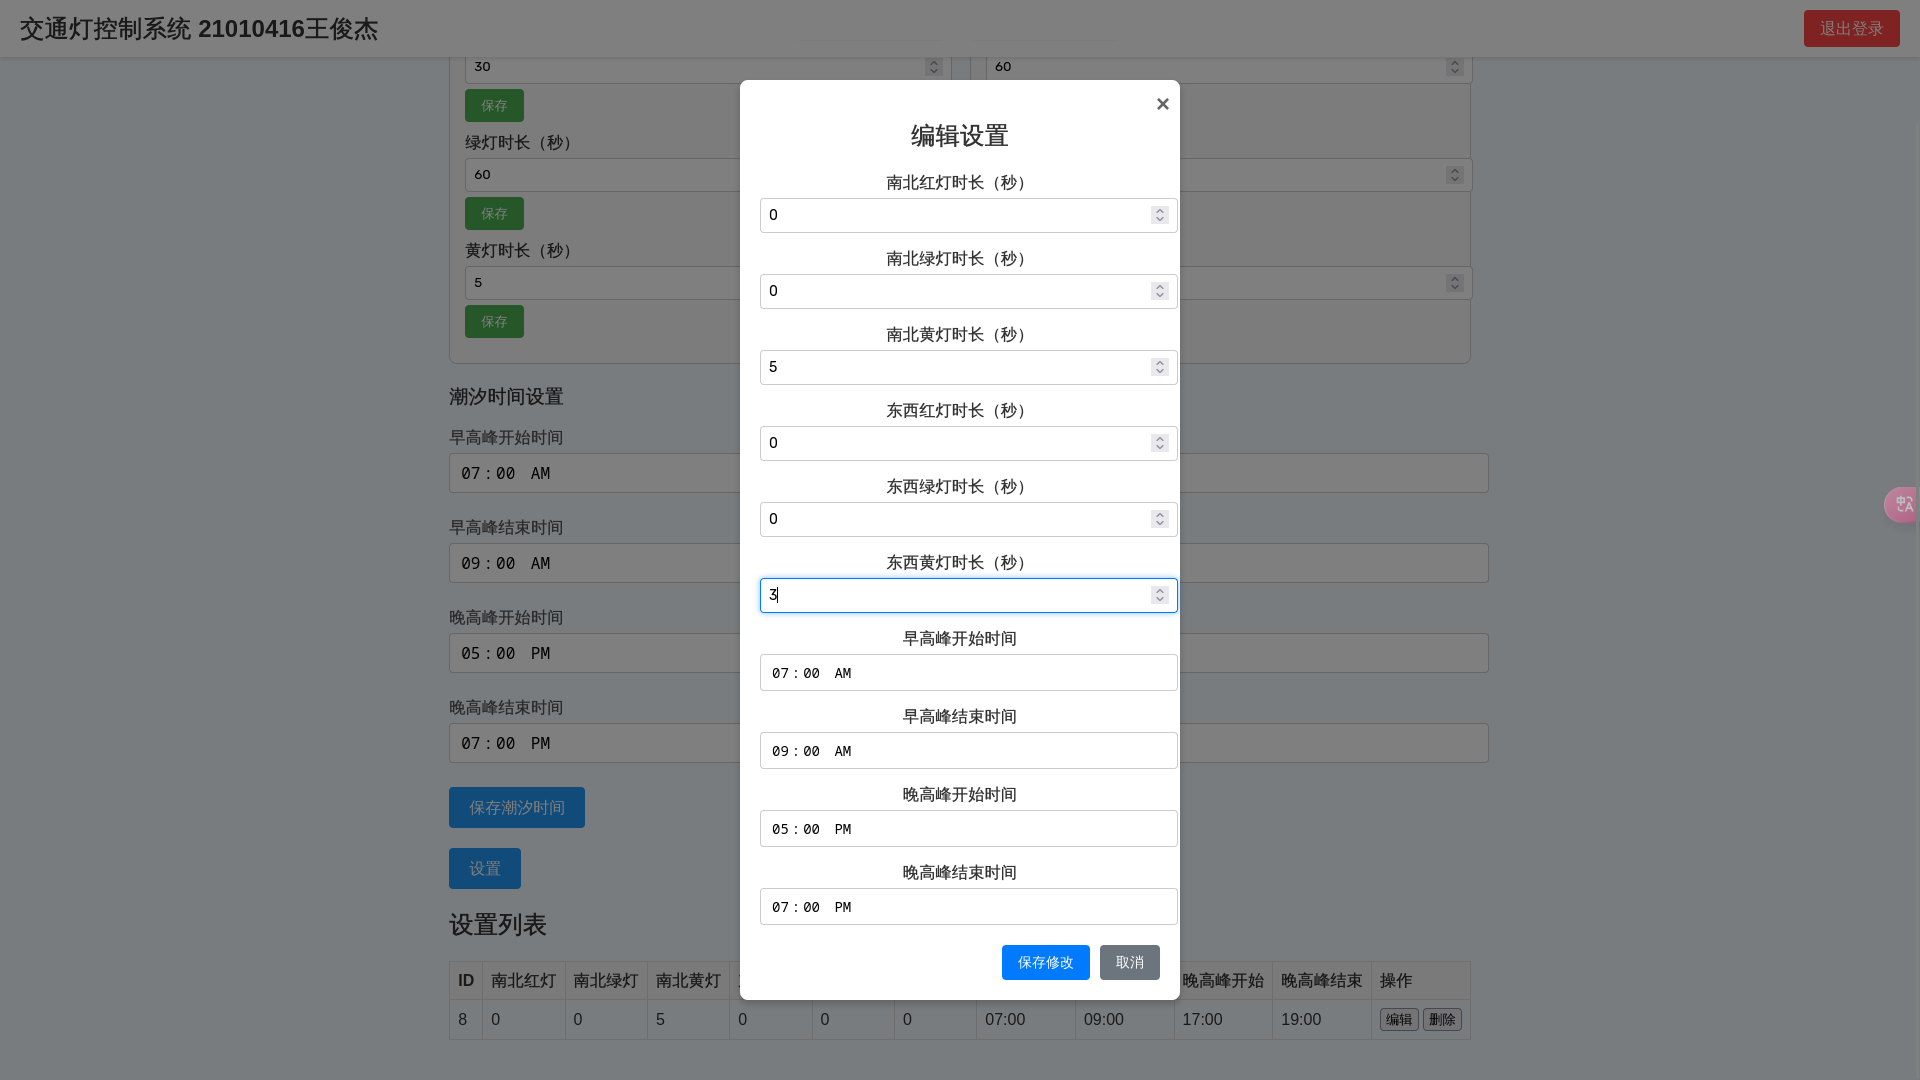 交通灯控制系统 21010416王俊杰
退出登录
30
60
保存
绿灯时长（秒）
60
保存
黄灯时长（秒）
5
保存
潮汐时间设置
早高峰开始时间
07:00 AM
早高峰结束时间
09:00 AM
晚高峰开始时间
05:00 PM
晚高峰结束时间
07:00 PM
保存潮汐时间
设置
设置列表
ID 南北红灯 南北绿灯 南北黄灯 晚高峰开始 晚高峰结束 操作
8 0 0 5 0 0 0 07:00 09:00 17:00 19:00 编辑 删除
×
编辑设置
南北红灯时长（秒）
0
南北绿灯时长（秒）
0
南北黄灯时长（秒）
5
东西红灯时长（秒）
0
东西绿灯时长（秒）
0
东西黄灯时长（秒）
3
早高峰开始时间
07:00 AM
早高峰结束时间
09:00 AM
晚高峰开始时间
05:00 PM
晚高峰结束时间
07:00 PM
保存修改 取消